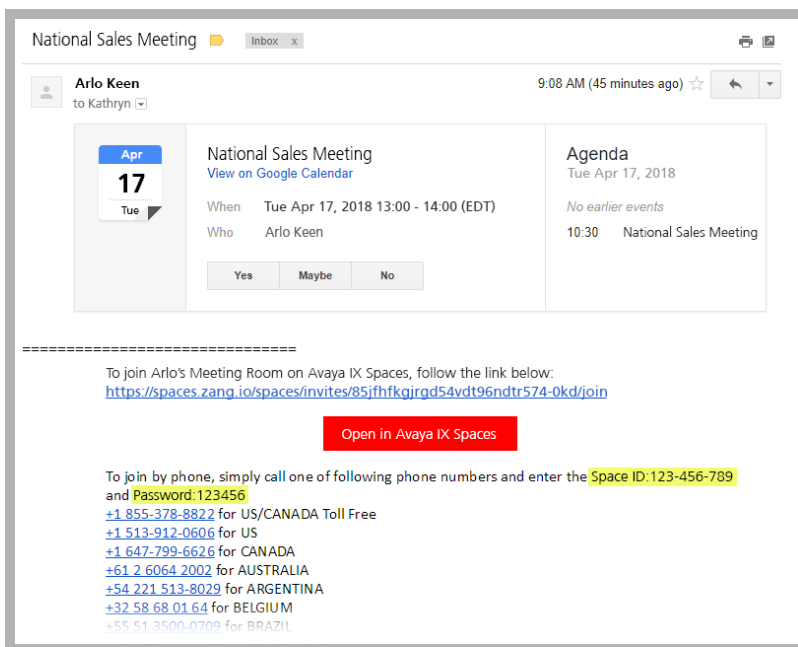 National Sales Meeting Inbox x
Arlo Keen 9:08 AM (45 minutes ago)
to Kathryn
Apr
17
Tue
National Sales Meeting
View on Google Calendar
When Tue Apr 17, 2018 13:00 - 14:00 (EDT)
Who Arlo Keen
Yes Maybe No
Agenda
Tue Apr 17, 2018
No earlier events
10:30 National Sales Meeting
===============================
To join Arlo's Meeting Room on Avaya IX Spaces, follow the link below:
https://spaces.zang.io/spaces/invites/85jfhfkgjrgd54vdt96ndtr574-0kd/join
Open in Avaya IX Spaces
To join by phone, simply call one of following phone numbers and enter the Space ID:123-456-789
and Password:123456
+1 855-378-8822 for US/CANADA Toll Free
+1 513-912-0606 for US
+1 647-799-6626 for CANADA
+61 2 6064 2002 for AUSTRALIA
+54 221 513-8029 for ARGENTINA
+32 58 68 01 64 for BELGIUM
+55 51 3500-0709 for BRAZIL